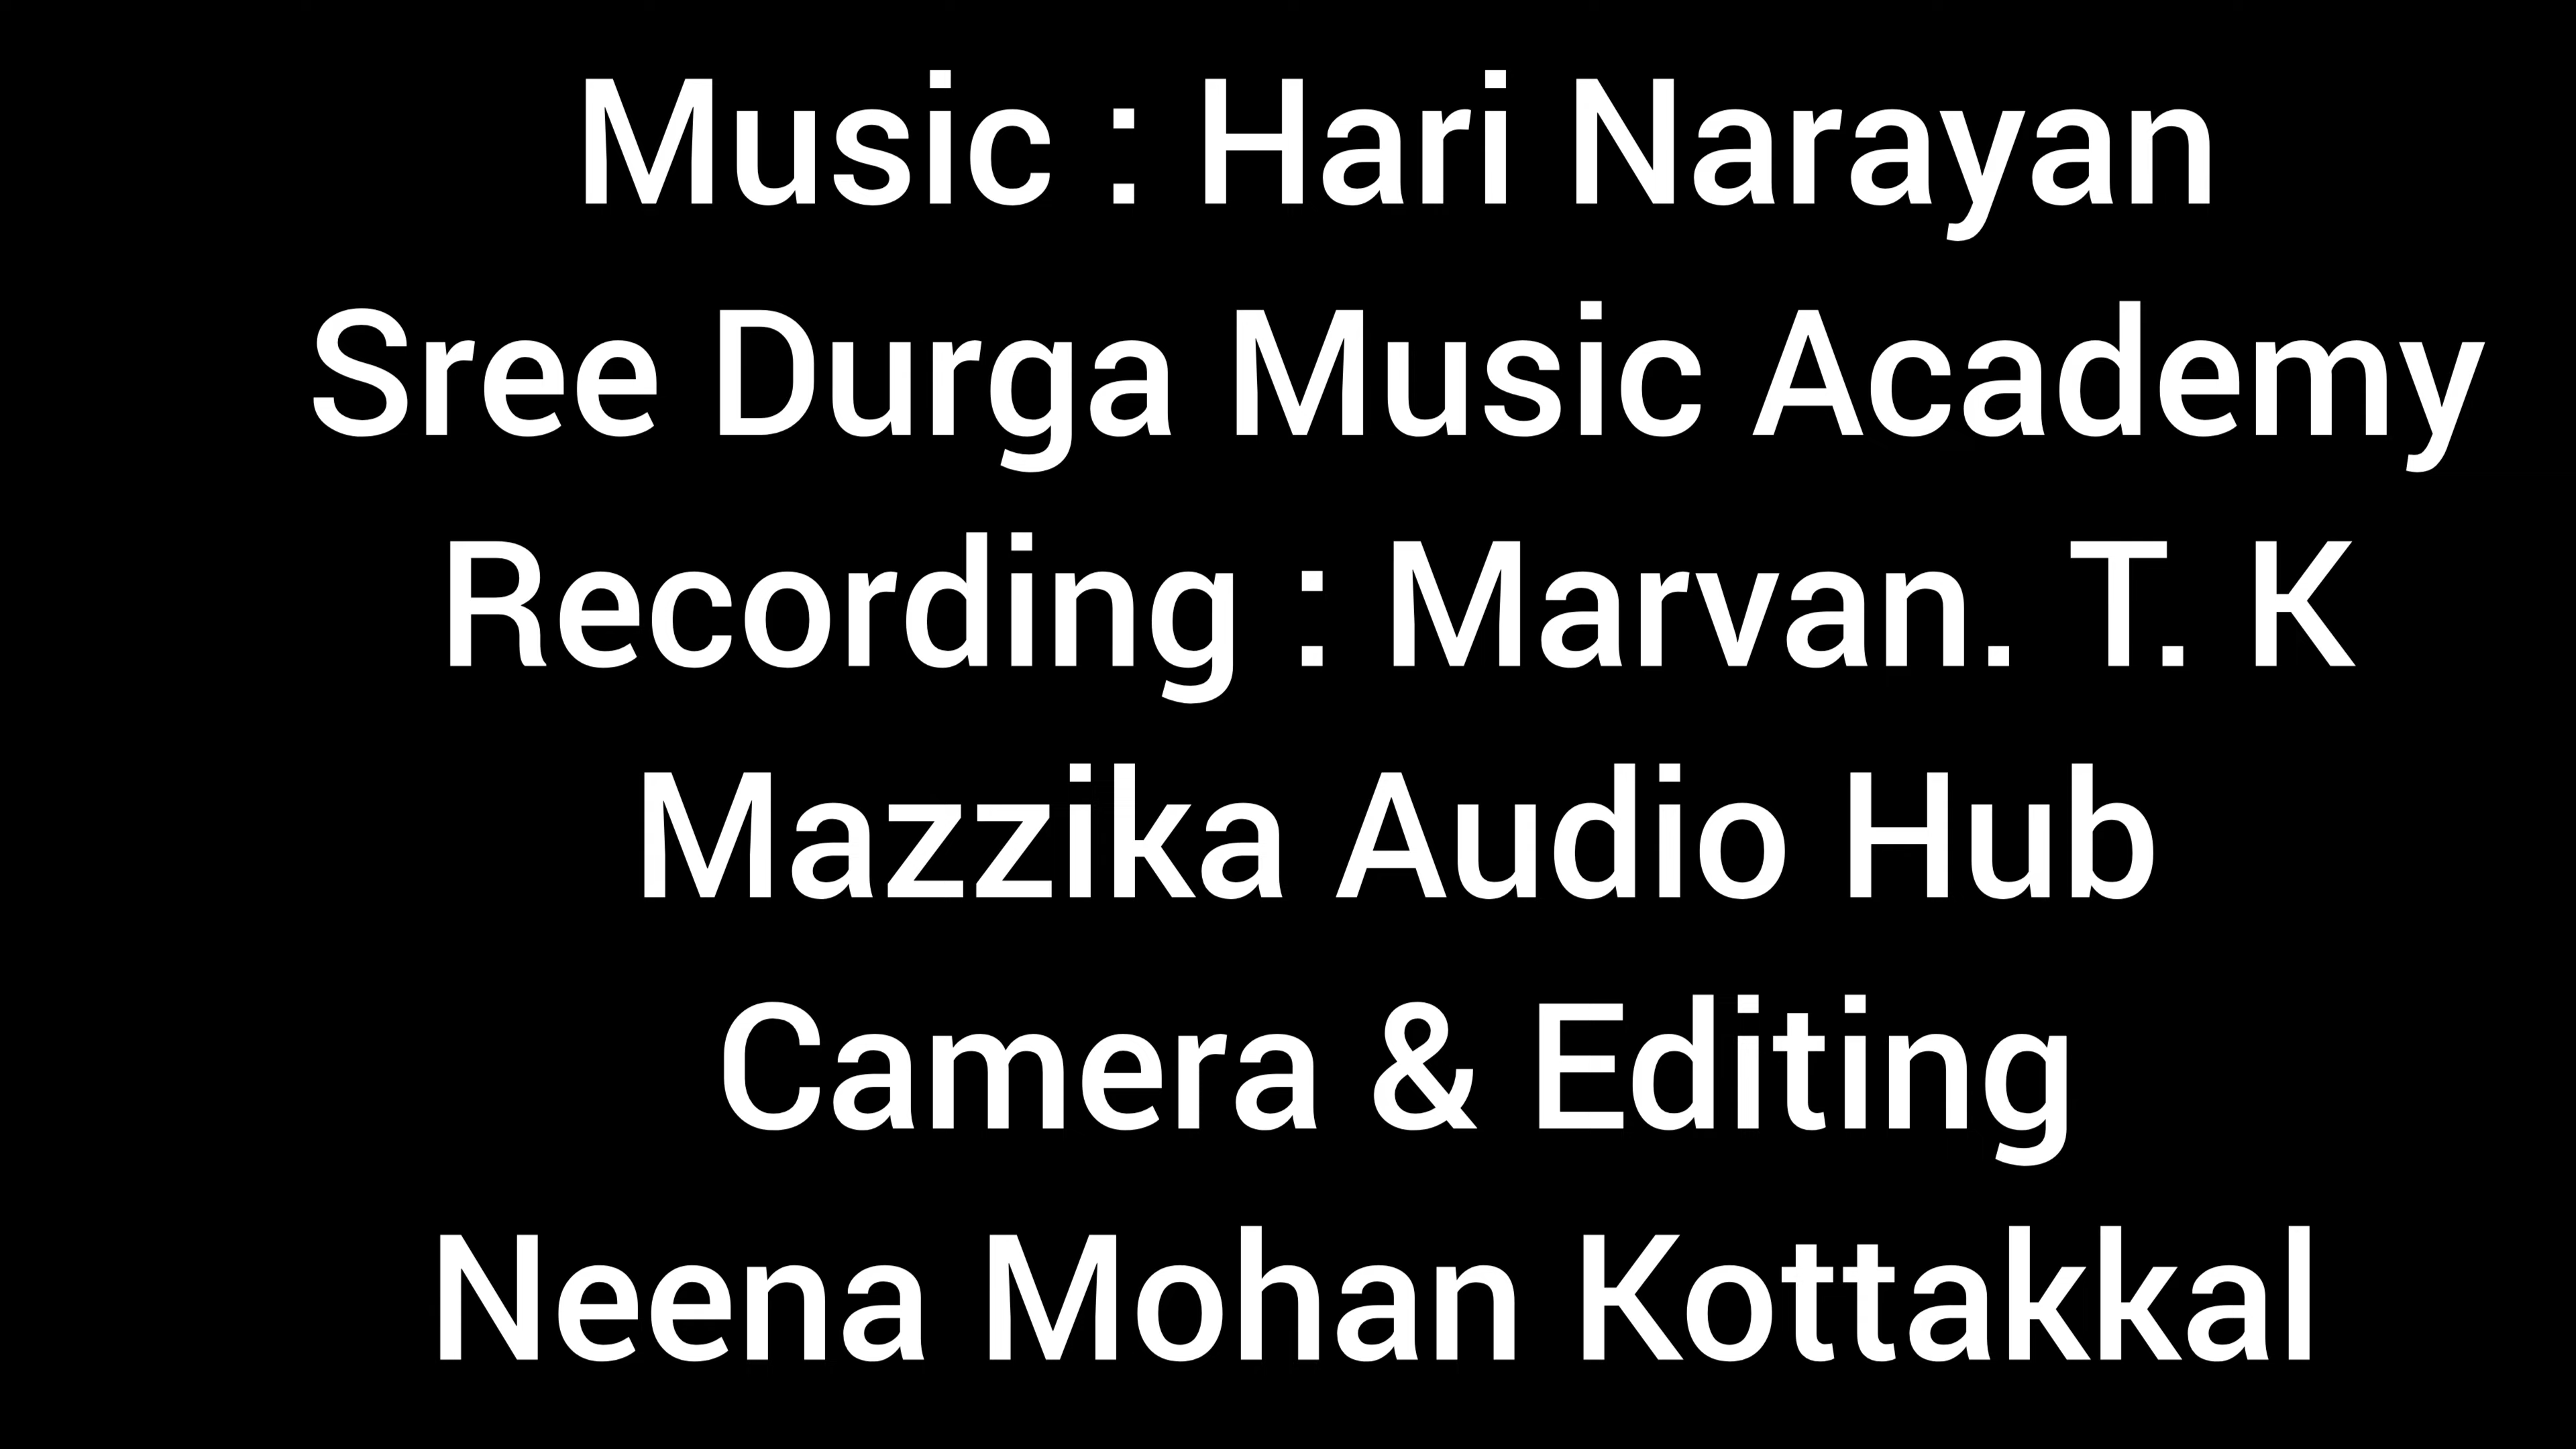 Music : Hari Narayan
Sree Durga Music Academy
Recording : Marvan. T. K
Mazzika Audio Hub
Camera & Editing
Neena Mohan Kottakkal